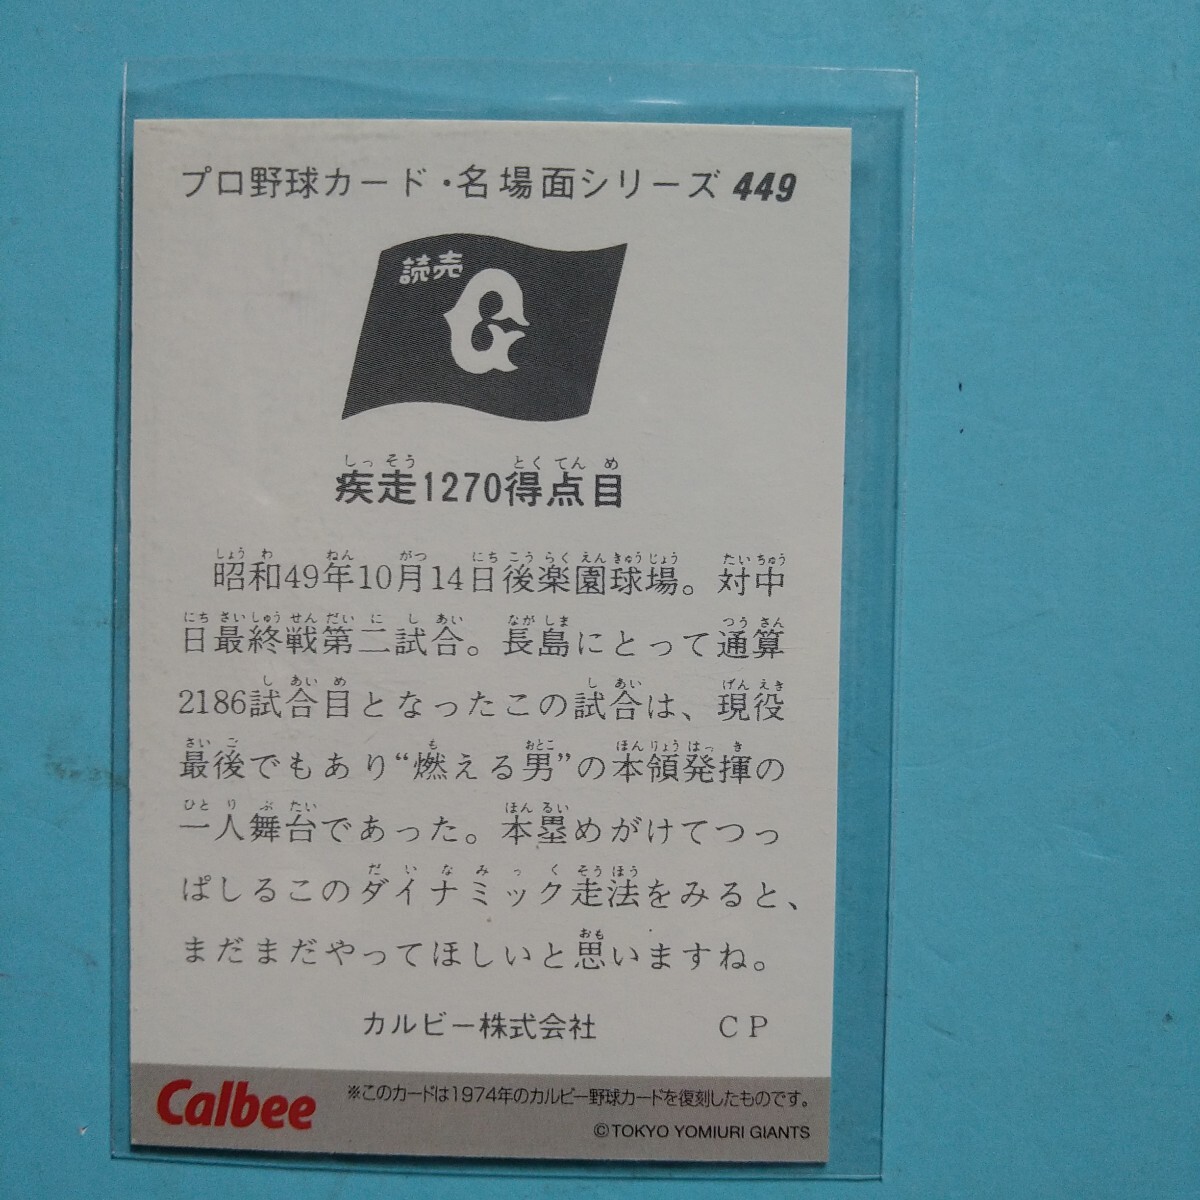 プロ野球カード・名場面シリーズ 449
読売
G
しっそう とくてんめ
疾走1270得点目
しょうわ ねん がつ にちこうらくえんきゅうじょう たいちゅう
昭和49年10月14日後楽園球場。対中
にちさいしゅうせんだいにしあい ながしま つうさん
日最終戦第二試合。長島にとって通算
しあいめ しあい げんえき
2186試合目となったこの試合は、現役
さいご も おとこ ほんりょうはっき
最後でもあり“燃える男”の本領発揮の
ひとりぶたい ほんるい
一人舞台であった。本塁めがけてつっ
だいなみっくそうほう
ぱしるこのダイナミック走法をみると、
おも
まだまだやってほしいと思いますね。
カルビー株式会社 CP
Calbee
※このカードは1974年のカルビー野球カードを復刻したものです。
©TOKYO YOMIURI GIANTS